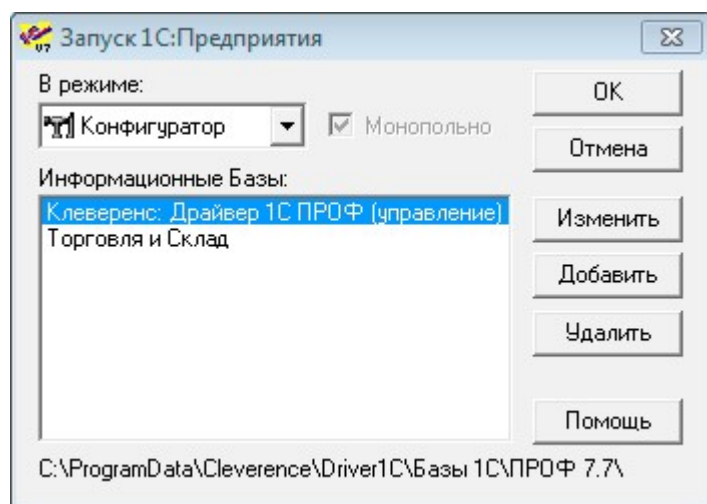 Запуск 1С:Предприятия
В режиме:
Конфигуратор
Монопольно
Информационные Базы:
Клеверенс: Драйвер 1С ПРОФ (управление)
Торговля и Склад
OK
Отмена
Изменить
Добавить
Удалить
Помощь
C:\ProgramData\Cleverence\Driver1C\Базы 1С\ПРОФ 7.7\